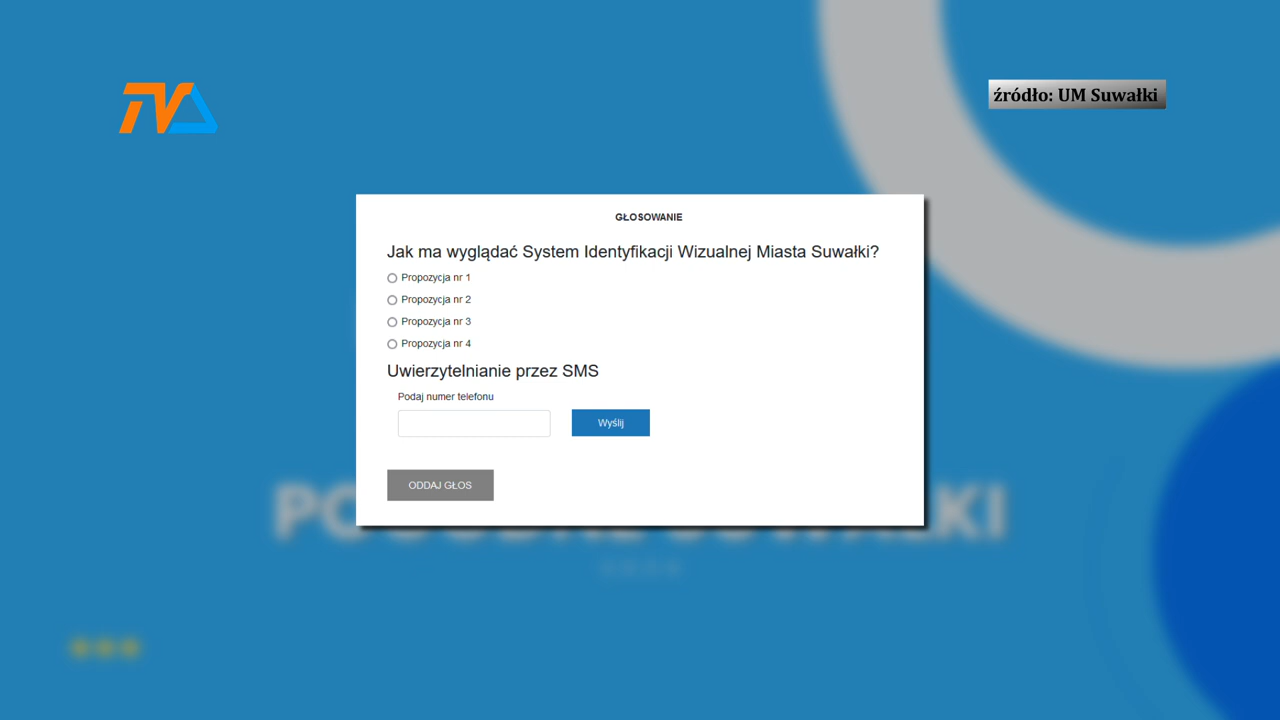 TV
źródło: UM Suwałki
GŁOSOWANIE
Jak ma wyglądać System Identyfikacji Wizualnej Miasta Suwałki?
Propozycja nr 1
Propozycja nr 2
Propozycja nr 3
Propozycja nr 4
Uwierzytelnianie przez SMS
Podaj numer telefonu
Wyślij
ODDAJ GŁOS